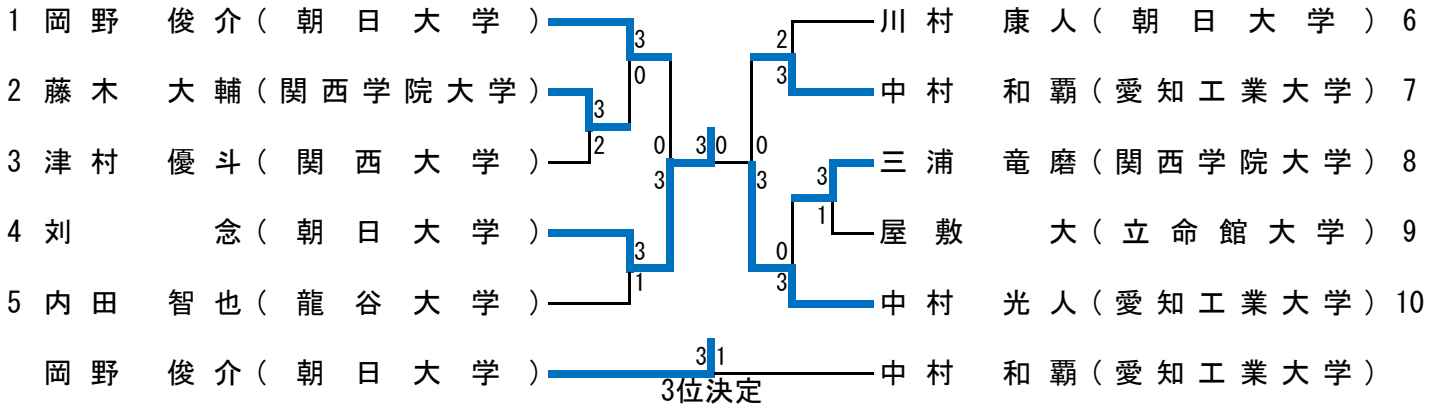 1 岡野 俊介(朝日大学) 3 2 川村 康人(朝日大学) 6
0 3
2 藤木 大輔(関西学院大学) 中村 和覇(愛知工業大学) 7
3
2 0 3 0 0
3 津村 優斗(関西大学) 三浦 竜磨(関西学院大学) 8
3 3 3
1
4 刘 念(朝日大学) 屋敷 大(立命館大学) 9
3 0
1 3
5 内田 智也(龍谷大学) 中村 光人(愛知工業大学) 10
3 1
岡野 俊介(朝日大学) 中村 和覇(愛知工業大学)
3位決定